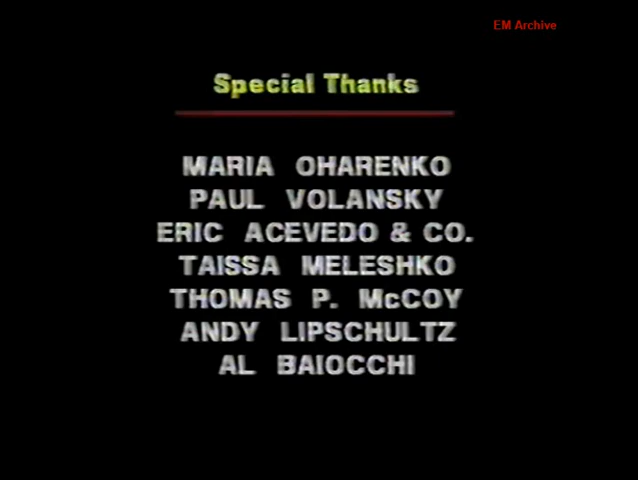 EM Archive
Special Thanks
MARIA OHARENKO
PAUL VOLANSKY
ERIC ACEVEDO & CO.
TAISSA MELESHKO
THOMAS P. McCOY
ANDY LIPSCHULTZ
AL BAIOCCHI